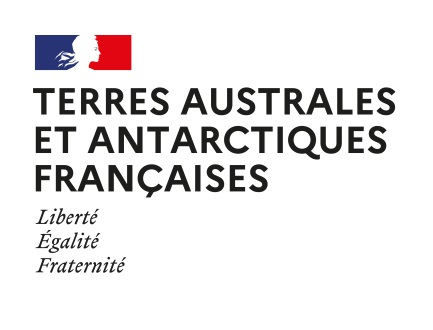 TERRES AUSTRALES
ET ANTARCTIQUES
FRANÇAISES
Liberté
Égalité
Fraternité